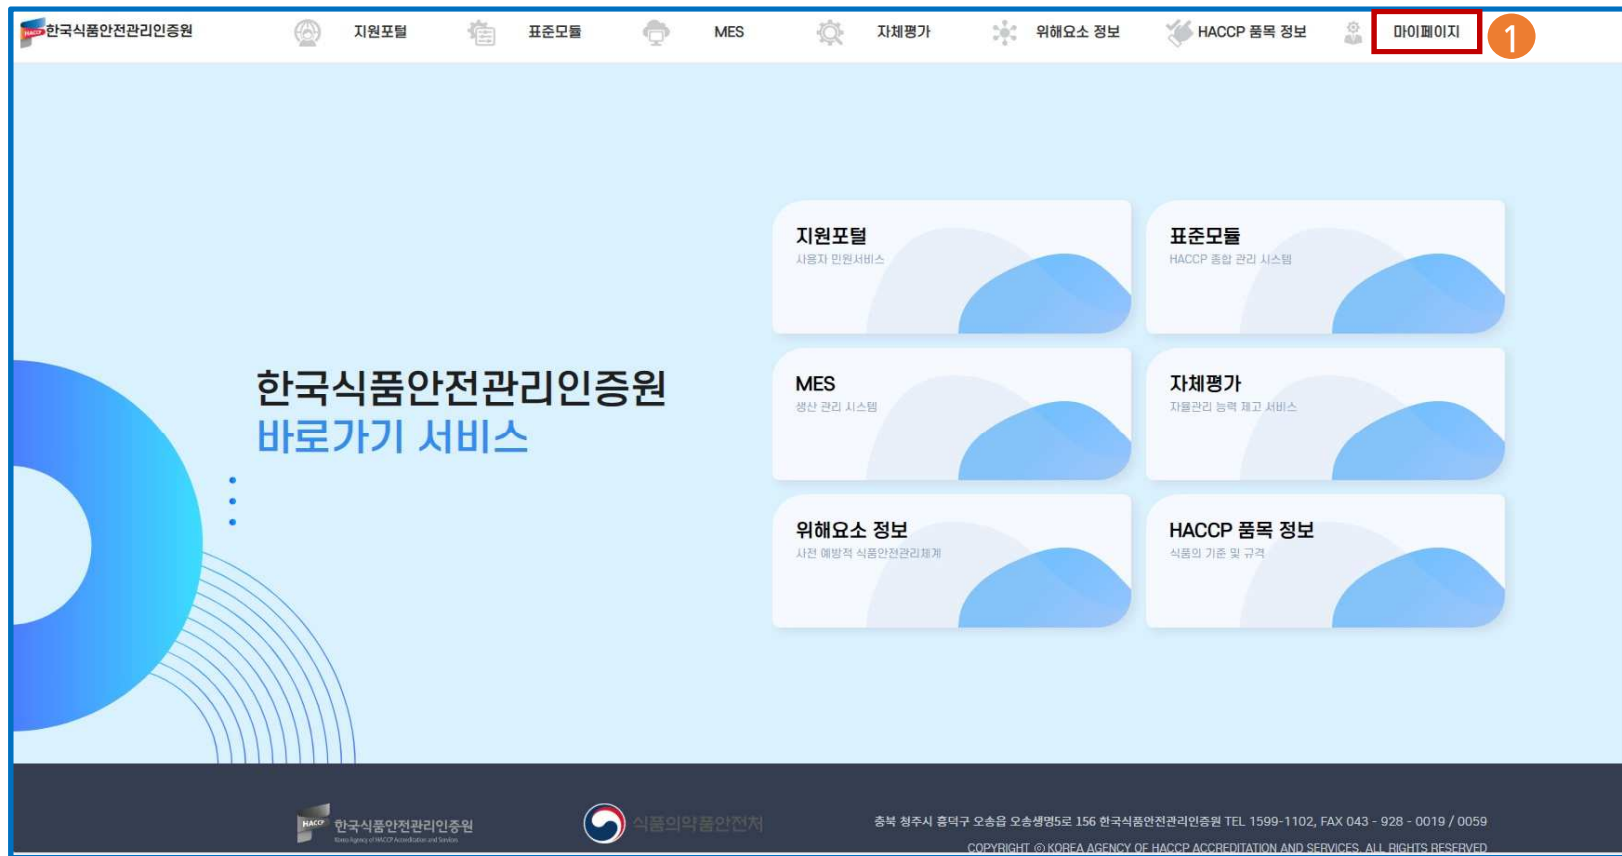 HACCP 한국식품안전관리인증원 지원포털 표준모듈 MES 자체평가 위해요소 정보 HACCP 품목 정보 마이페이지 1
지원포털
사용자 민원서비스
표준모듈
HACCP 종합 관리 시스템
한국식품안전관리인증원
바로가기 서비스
MES
생산 관리 시스템
자체평가
자율관리 능력 제고 서비스
위해요소 정보
사전 예방적 식품안전관리체계
HACCP 품목 정보
식품의 기준 및 규격
HACCP 한국식품안전관리인증원
Korea Agency of HACCP Accreditation and Services
식품의약품안전처
충북 청주시 흥덕구 오송읍 오송생명5로 156 한국식품안전관리인증원 TEL 1599-1102, FAX 043 - 928 - 0019 / 0059
COPYRIGHT © KOREA AGENCY OF HACCP ACCREDITATION AND SERVICES. ALL RIGHTS RESERVED